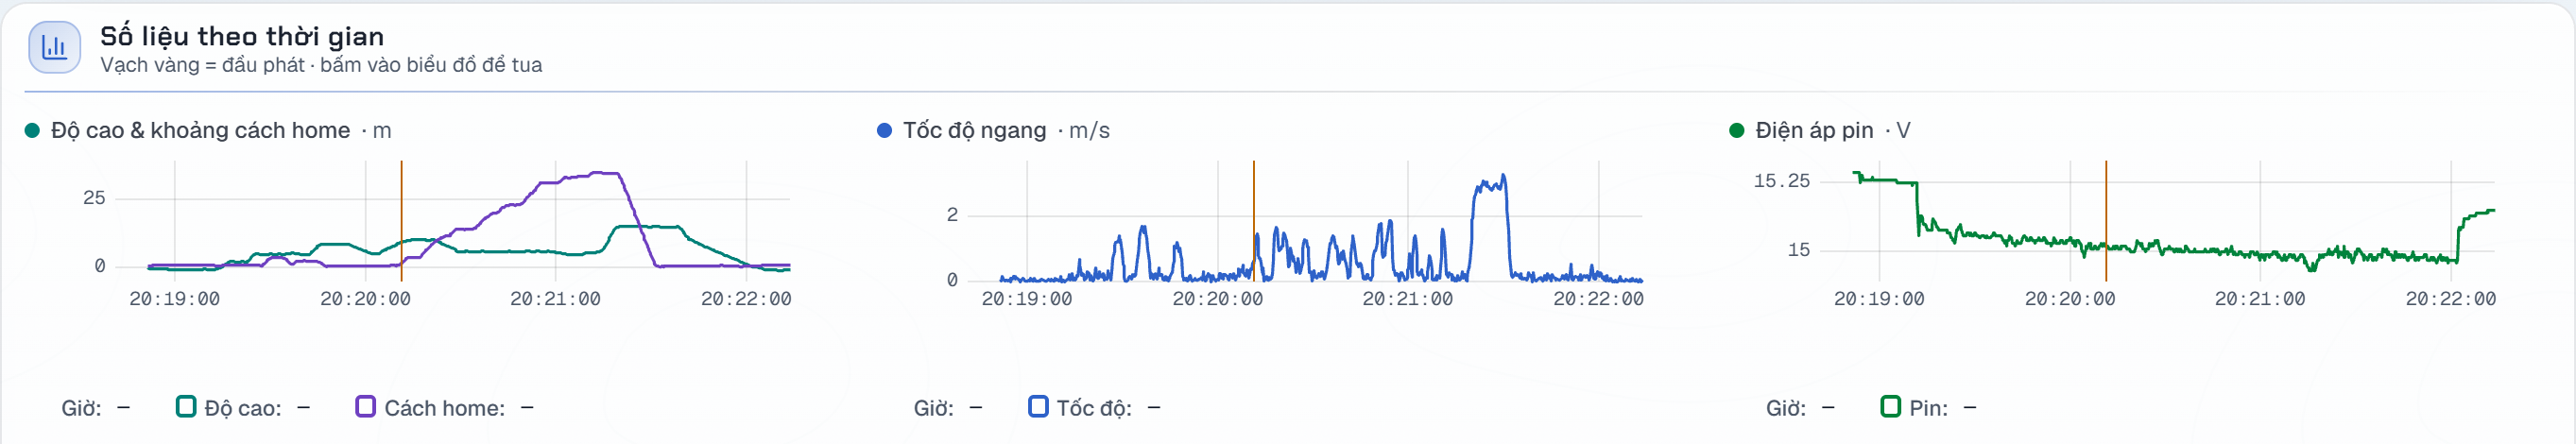 Số liệu theo thời gian
Vạch vàng = đầu phát · bấm vào biểu đồ để tua
Độ cao & khoảng cách home · m
25
0
20:19:00 20:20:00 20:21:00 20:22:00
Giờ: – Độ cao: – Cách home: –
Tốc độ ngang · m/s
2
0
20:19:00 20:20:00 20:21:00 20:22:00
Giờ: – Tốc độ: –
Điện áp pin · V
15.25
15
20:19:00 20:20:00 20:21:00 20:22:00
Giờ: – Pin: –